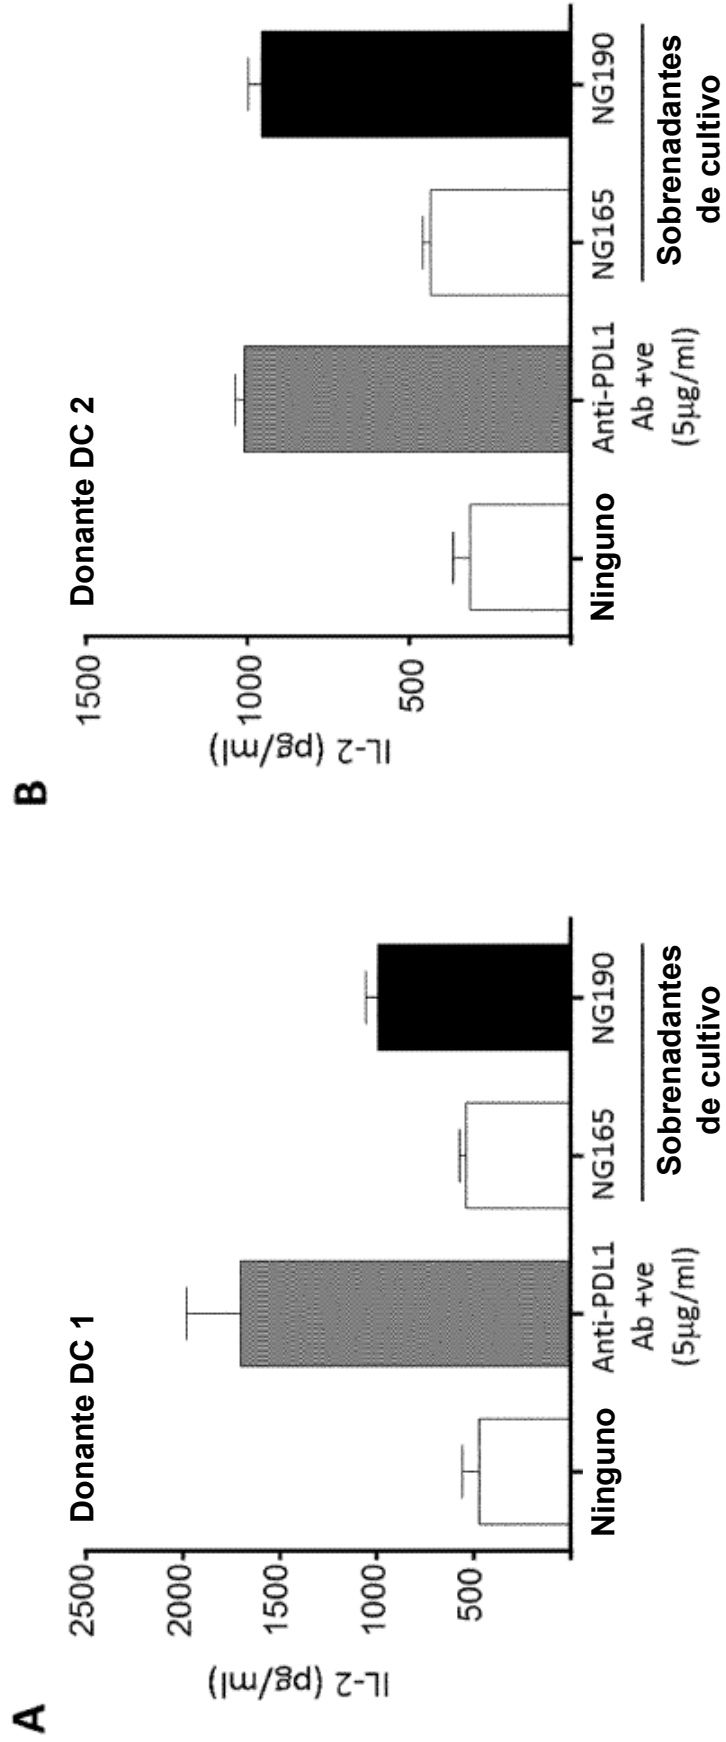 A
Donante DC 1
IL-2 (pg/ml)
2500
2000
1500
1000
500
Ninguno
Anti-PDL1
Ab +ve
(5µg/ml)
NG165
NG190
Sobrenadantes
de cultivo
B
Donante DC 2
IL-2 (pg/ml)
1500
1000
500
Ninguno
Anti-PDL1
Ab +ve
(5µg/ml)
NG165
NG190
Sobrenadantes
de cultivo